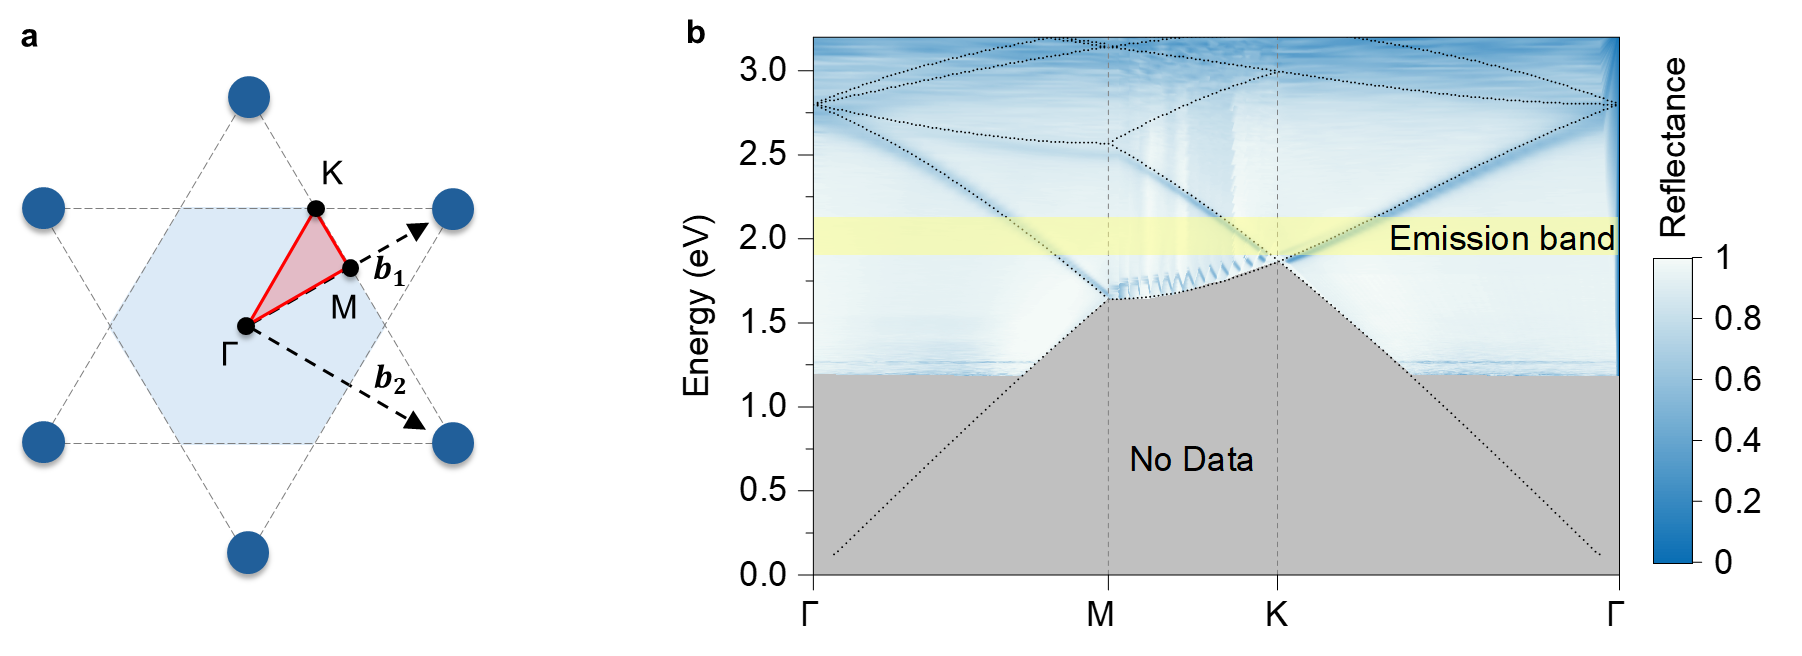 a
K
b1
M
Γ
b2
b
3.0
2.5
2.0
1.5
1.0
0.5
0.0
Energy (eV)
Emission band
No Data
Γ
M
K
Γ
Reflectance
1
0.8
0.6
0.4
0.2
0